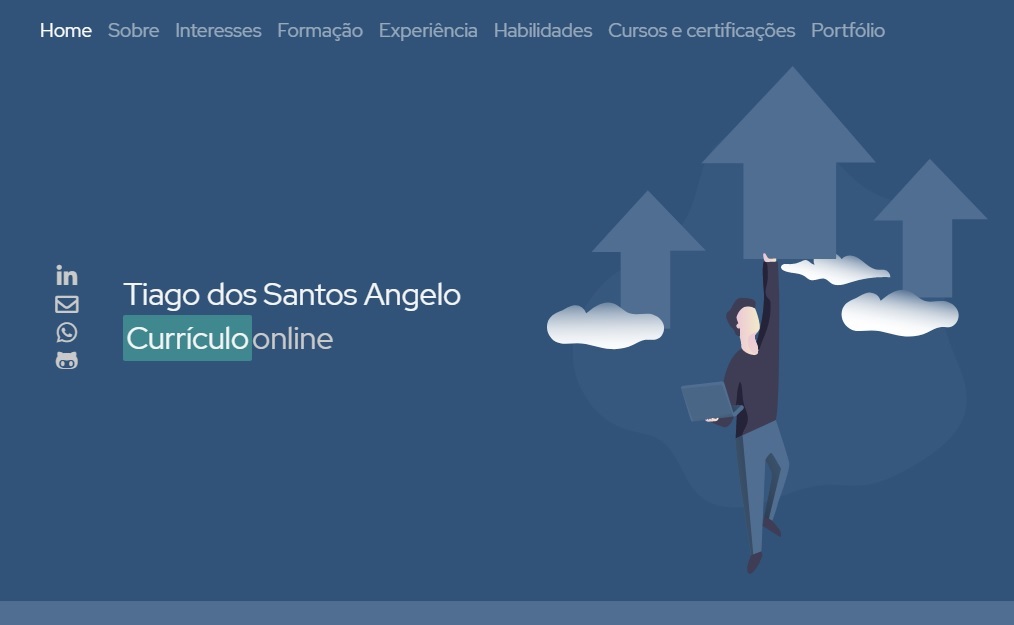 Home Sobre Interesses Formação Experiência Habilidades Cursos e certificações Portfólio
Tiago dos Santos Angelo
Currículo online